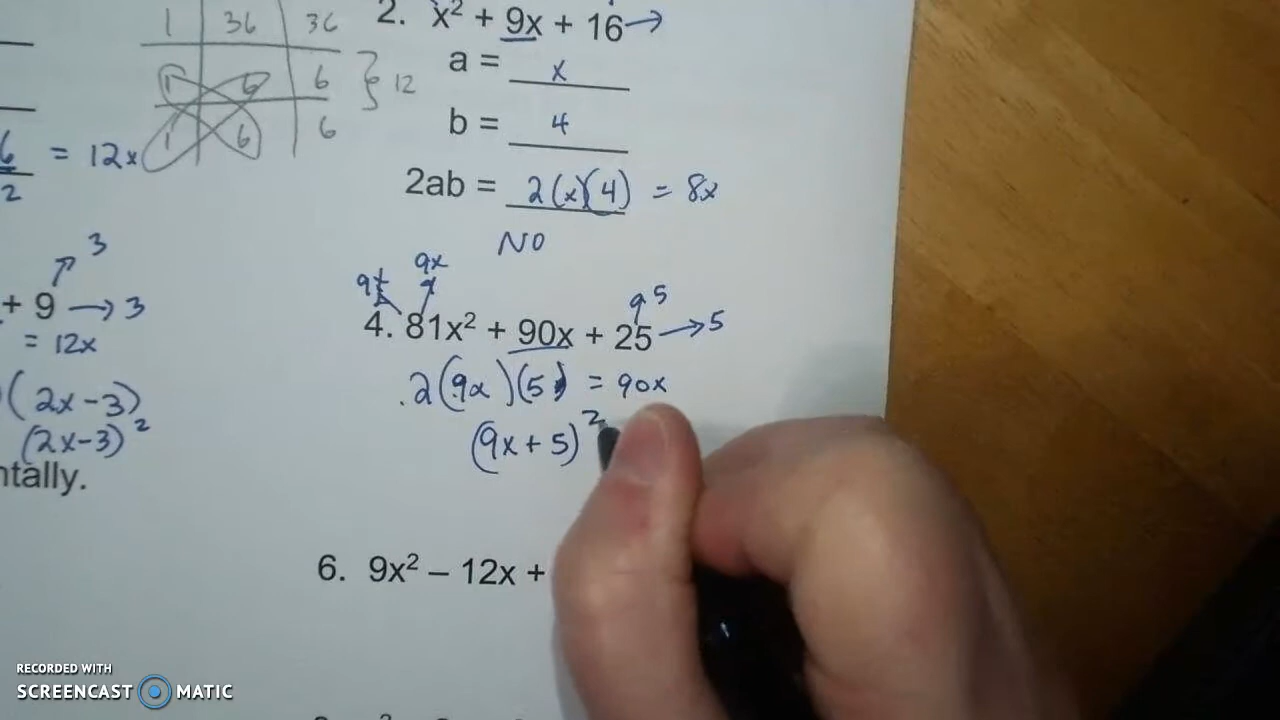 1 36 36
1 6 6
1 6 6
} 12
6/2 = 12x
2. x² + 9x + 16 →
a = x
b = 4
2ab = 2(x)(4) = 8x
NO
3
+ 9 → 3
= 12x
(2x - 3)
(2x - 3)²
ntally.
9x 9x 5
4. 81x² + 90x + 25 → 5
2(9x)(5) = 90x
(9x + 5)²
6. 9x² – 12x +
RECORDED WITH
SCREENCAST MATIC